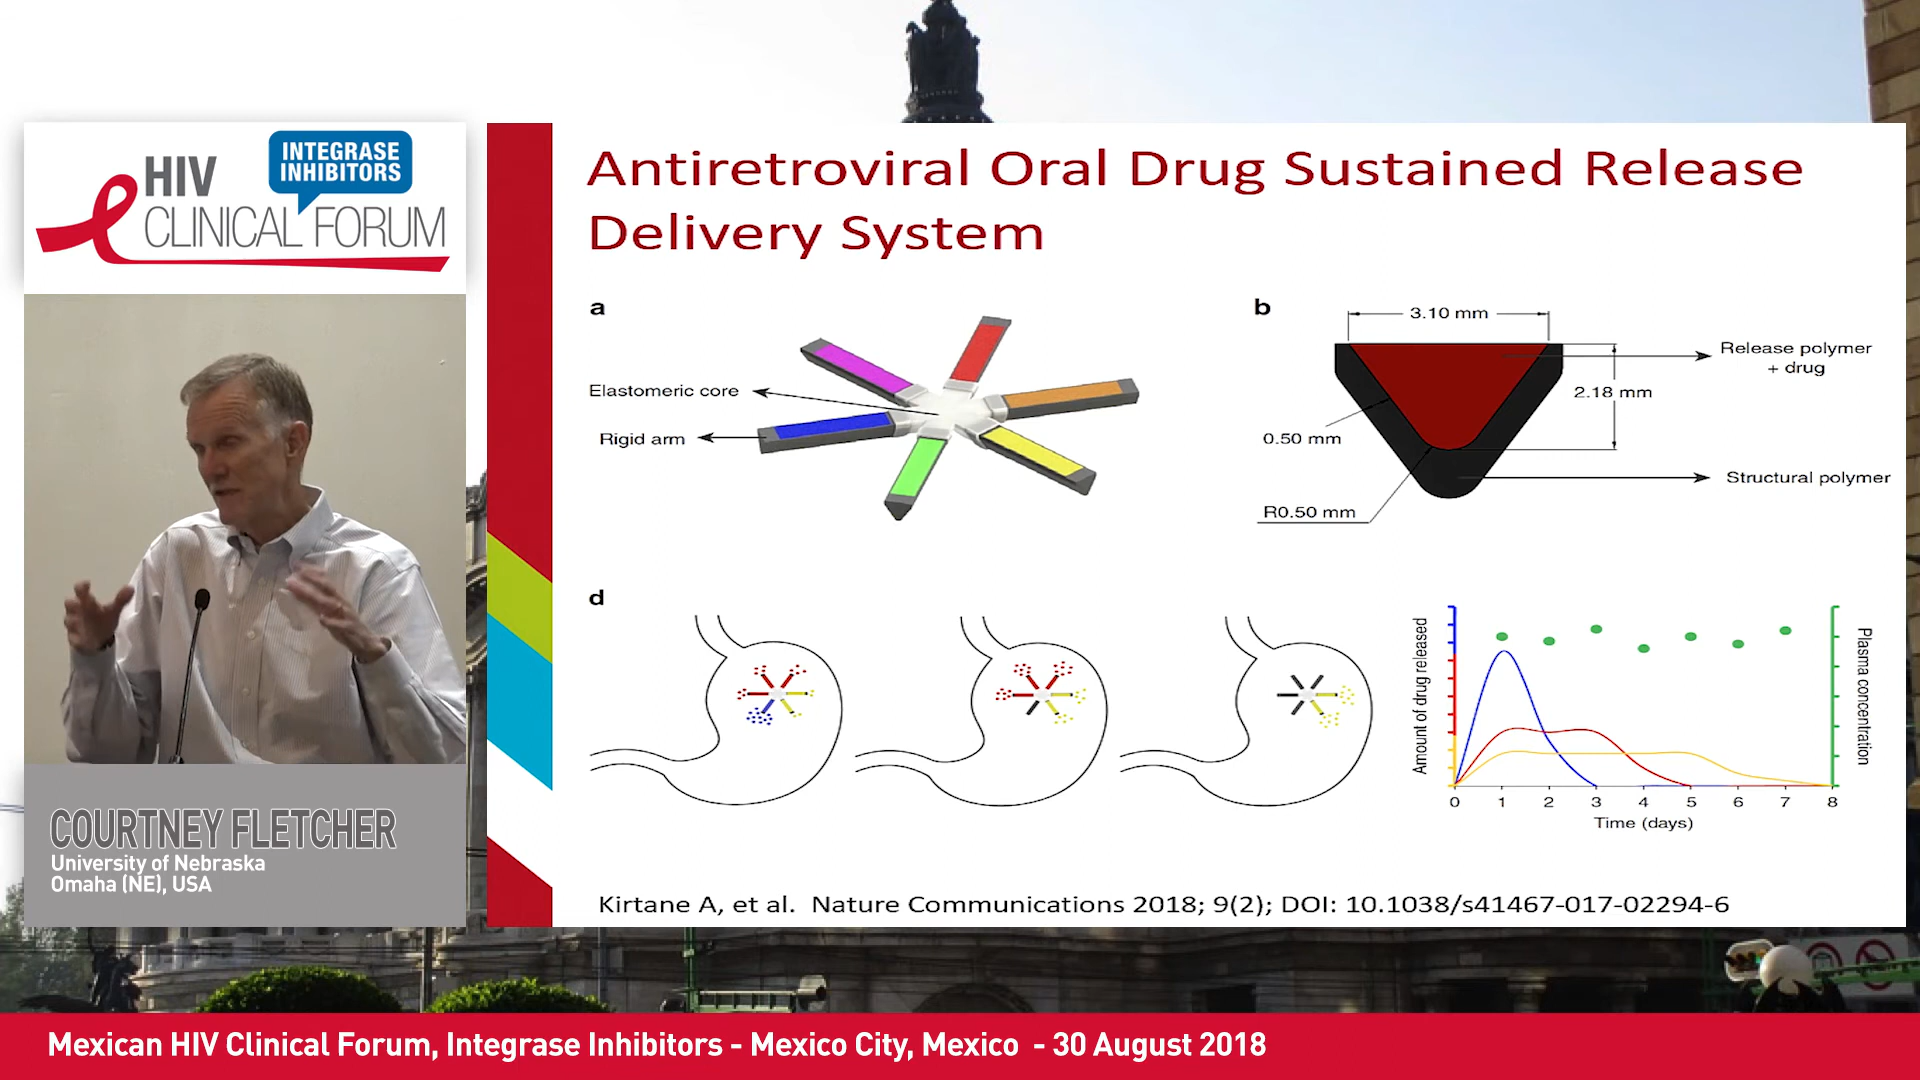 HIV
INTEGRASE
INHIBITORS
CLINICAL FORUM
COURTNEY FLETCHER
University of Nebraska
Omaha (NE), USA
Antiretroviral Oral Drug Sustained Release
Delivery System
a
Elastomeric core
Rigid arm
b
3.10 mm
Release polymer
+ drug
2.18 mm
0.50 mm
Structural polymer
R0.50 mm
d
Amount of drug released
Plasma concentration
0 1 2 3 4 5 6 7 8
Time (days)
Kirtane A, et al. Nature Communications 2018; 9(2); DOI: 10.1038/s41467-017-02294-6
Mexican HIV Clinical Forum, Integrase Inhibitors - Mexico City, Mexico - 30 August 2018